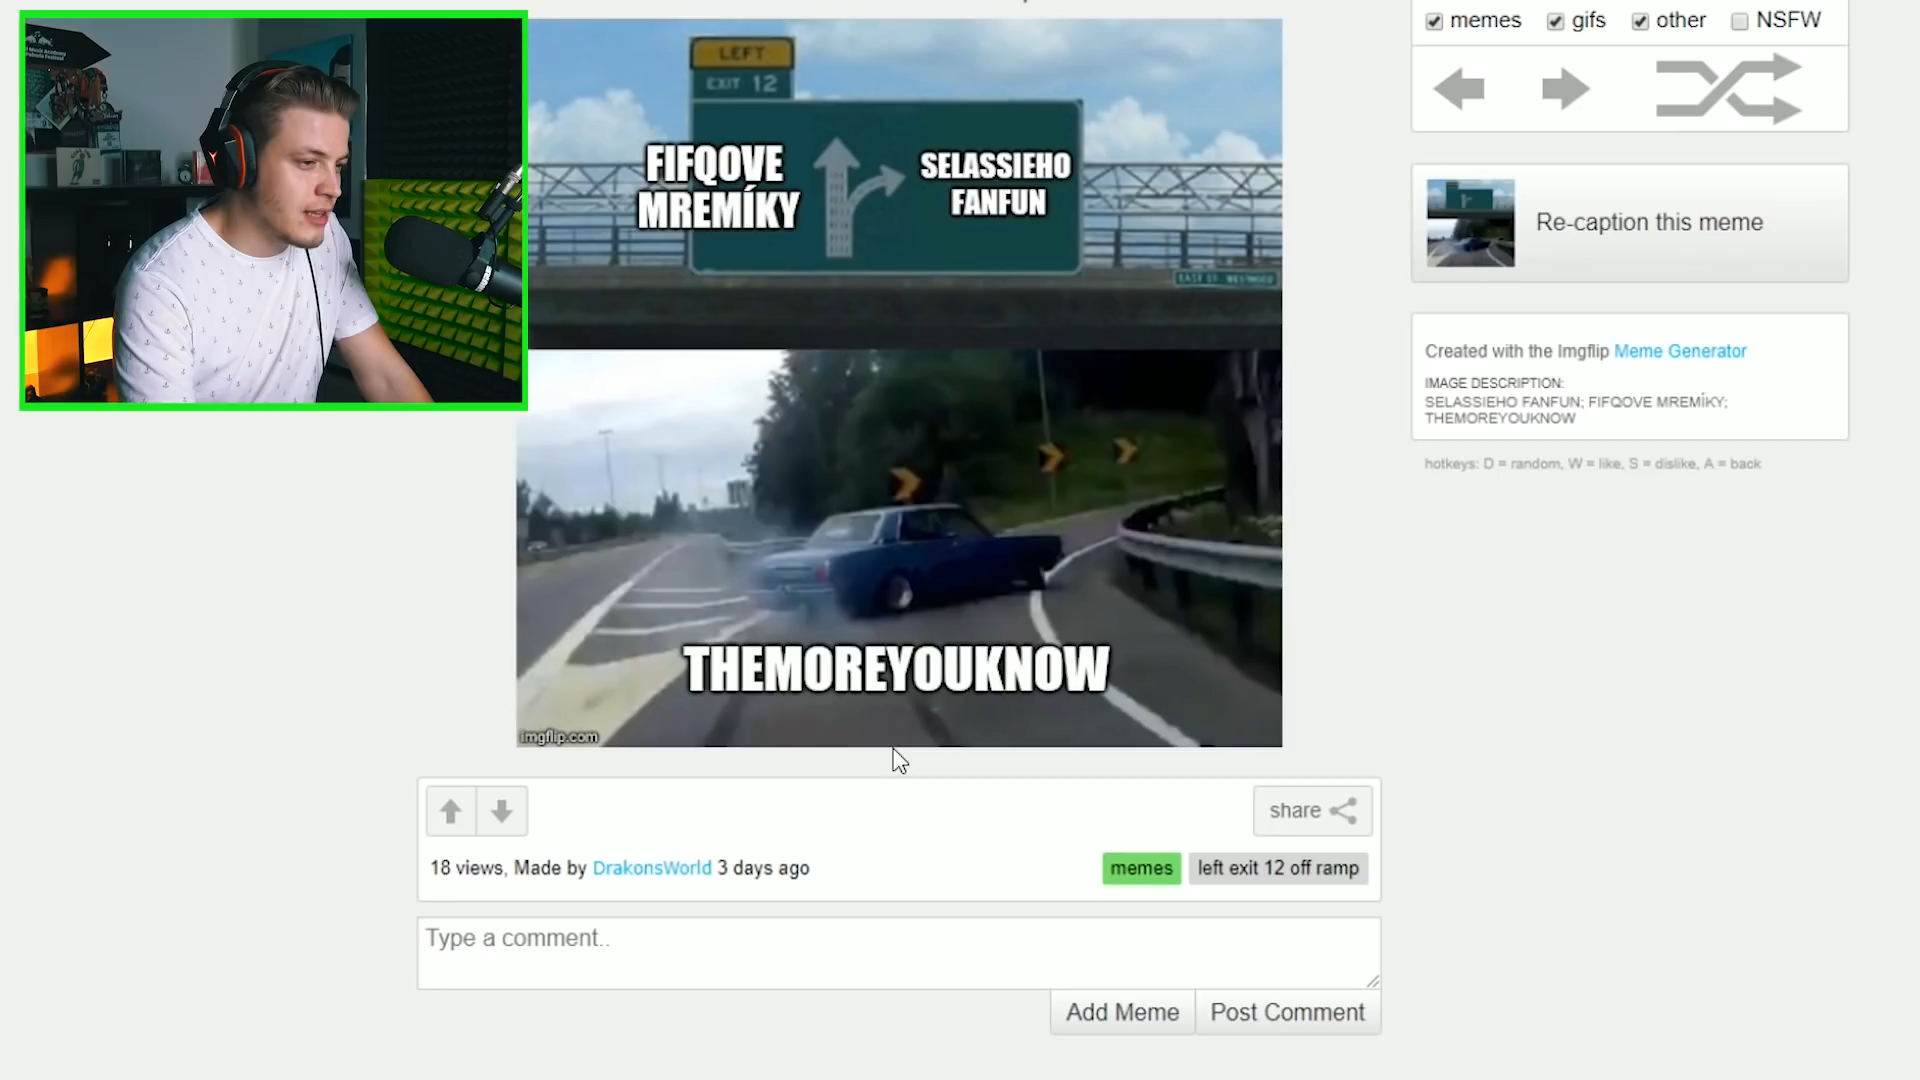 LEFT
EXIT 12
FIFQOVE
MREMÍKY
SELASSIEHO
FANFUN
THEMOREYOUKNOW
imgflip.com
memes
gifs
other
NSFW
Re-caption this meme
Created with the Imgflip Meme Generator
IMAGE DESCRIPTION:
SELASSIEHO FANFUN; FIFQOVE MREMÍKY;
THEMOREYOUKNOW
hotkeys: D = random, W = like, S = dislike, A = back
share
18 views, Made by DrakonsWorld 3 days ago
memes
left exit 12 off ramp
Type a comment..
Add Meme
Post Comment